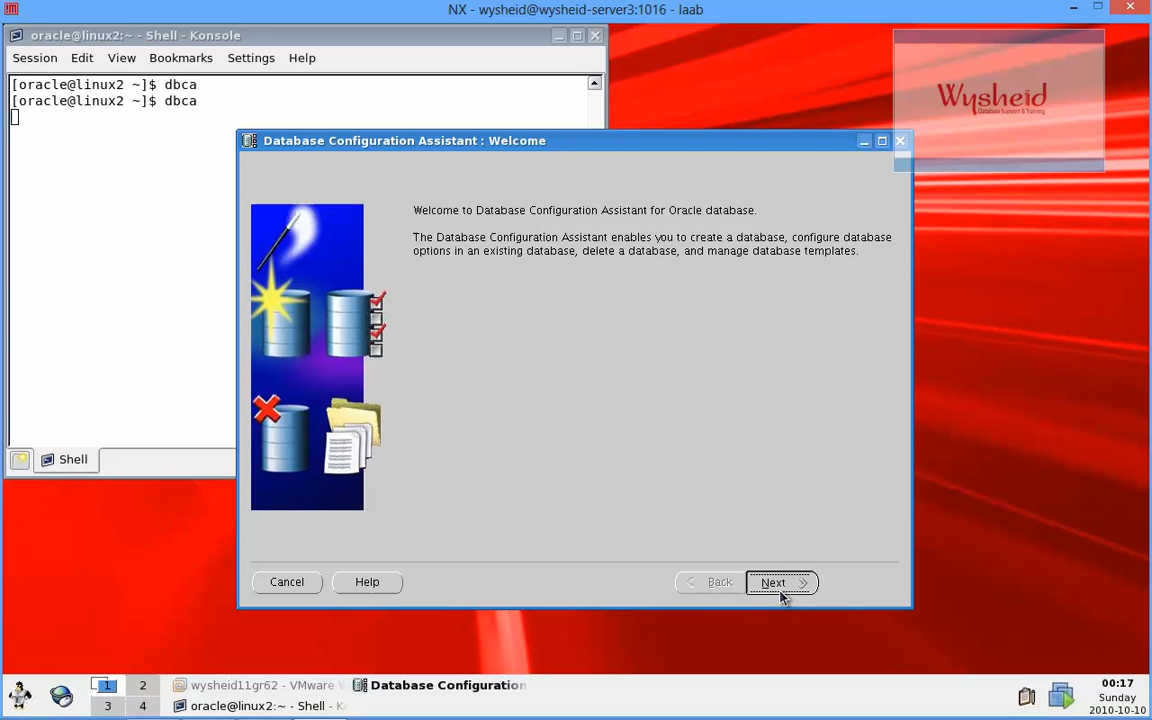 NX - wysheid@wysheid-server3:1016 - laab
oracle@linux2:~ - Shell - Konsole
Session Edit View Bookmarks Settings Help
[oracle@linux2 ~]$ dbca
[oracle@linux2 ~]$ dbca
Wysheid
Database Support & Training
Database Configuration Assistant : Welcome
Welcome to Database Configuration Assistant for Oracle database.
The Database Configuration Assistant enables you to create a database, configure database
options in an existing database, delete a database, and manage database templates.
Shell
Cancel Help Back Next
1 2
3 4
wysheid11gr62 - VMware
oracle@linux2:~ - Shell - K
Database Configuration
00:17
Sunday
2010-10-10